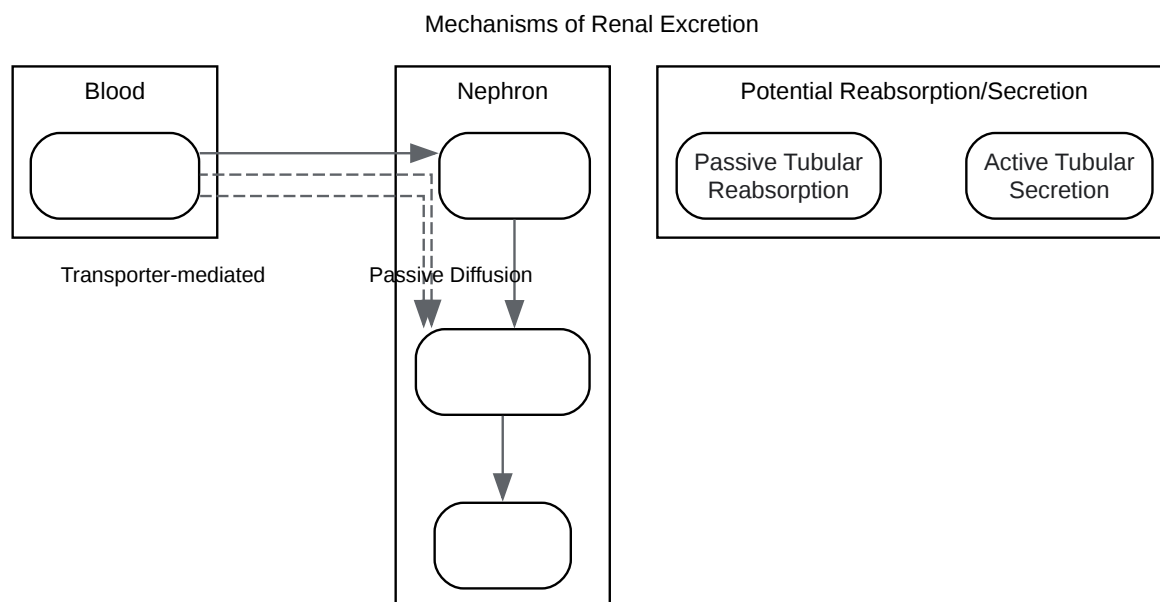 Mechanisms of Renal Excretion
Blood
Nephron
Potential Reabsorption/Secretion
Passive Tubular
Reabsorption
Active Tubular
Secretion
Transporter-mediated
Passive Diffusion